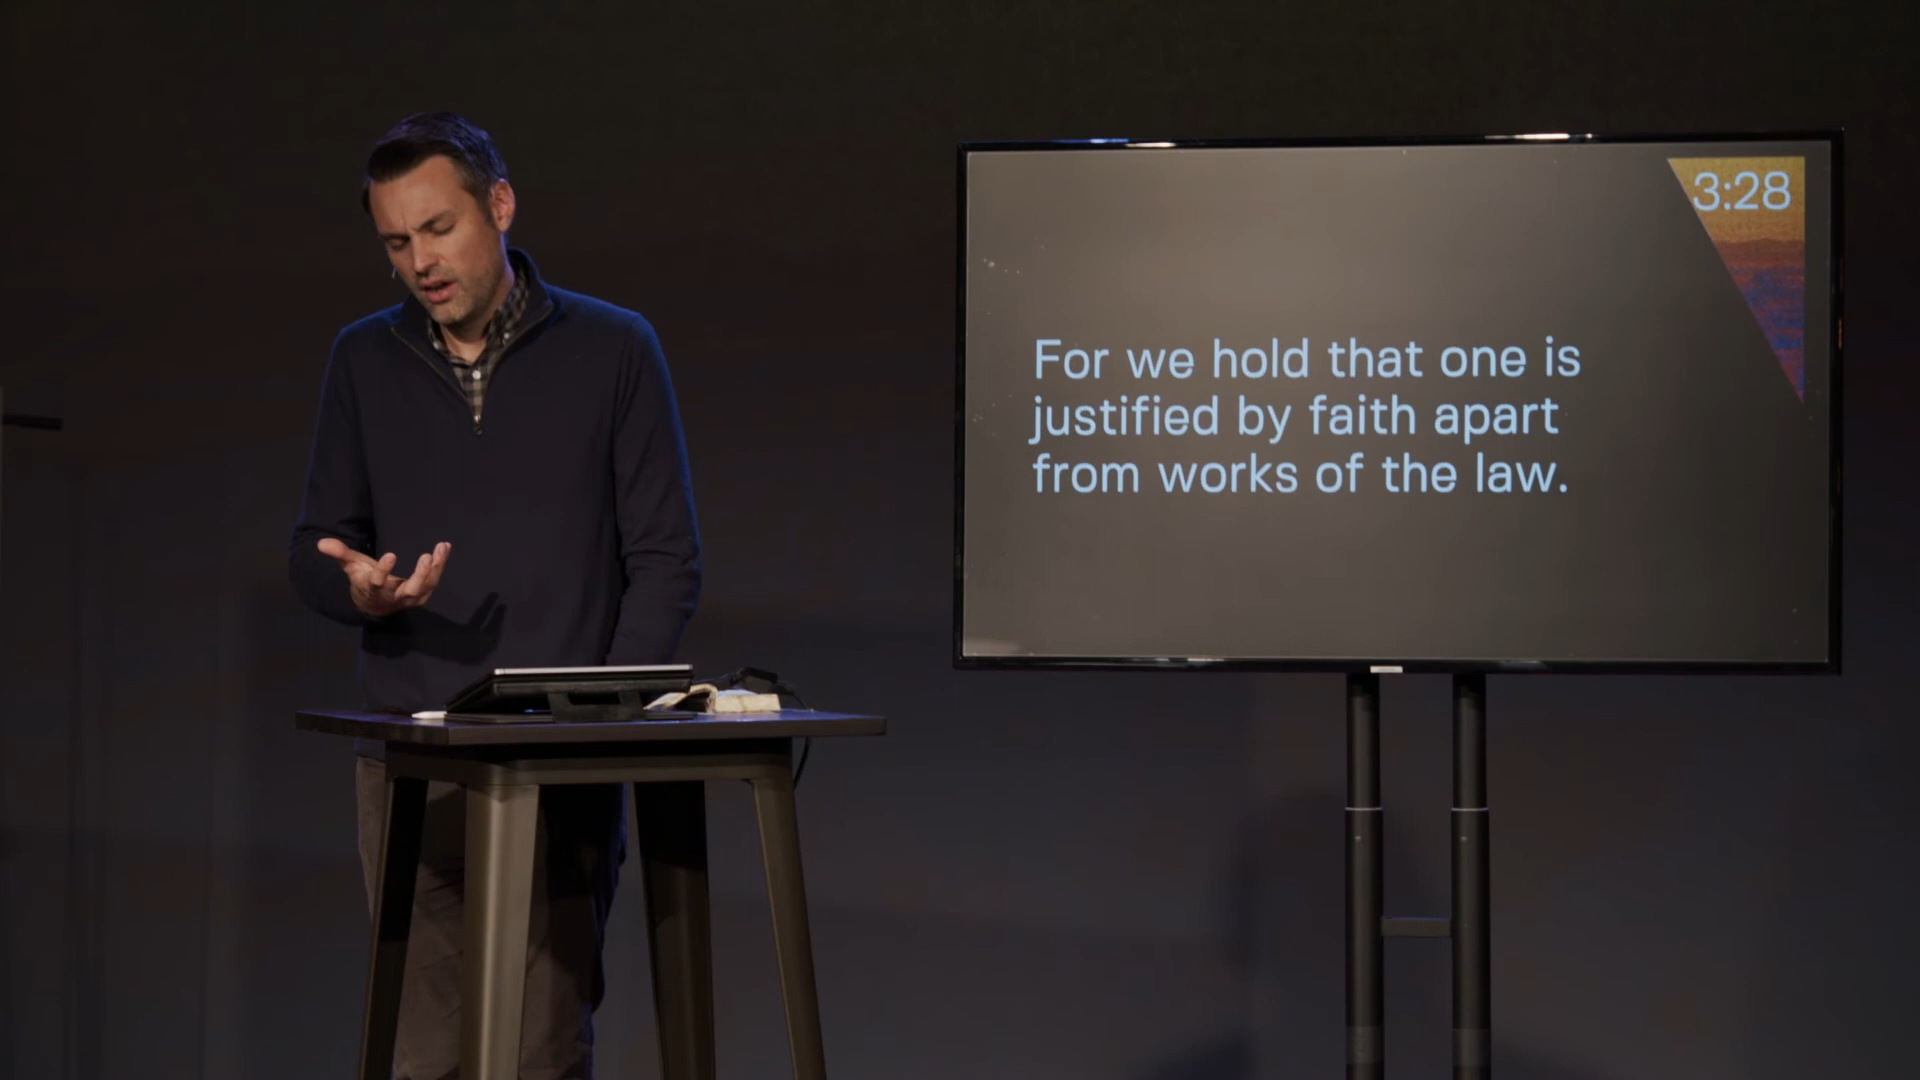 3:28
For we hold that one is
justified by faith apart
from works of the law.